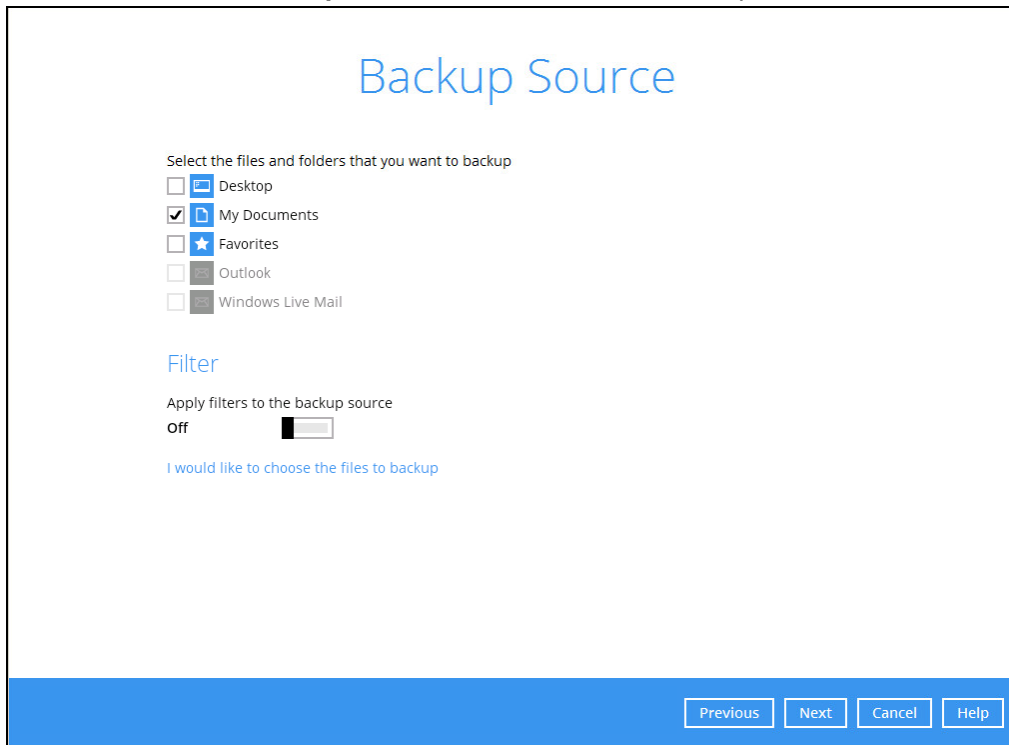 Backup Source
Select the files and folders that you want to backup
Desktop
My Documents
Favorites
Outlook
Windows Live Mail
Filter
Apply filters to the backup source
Off
I would like to choose the files to backup
Previous Next Cancel Help